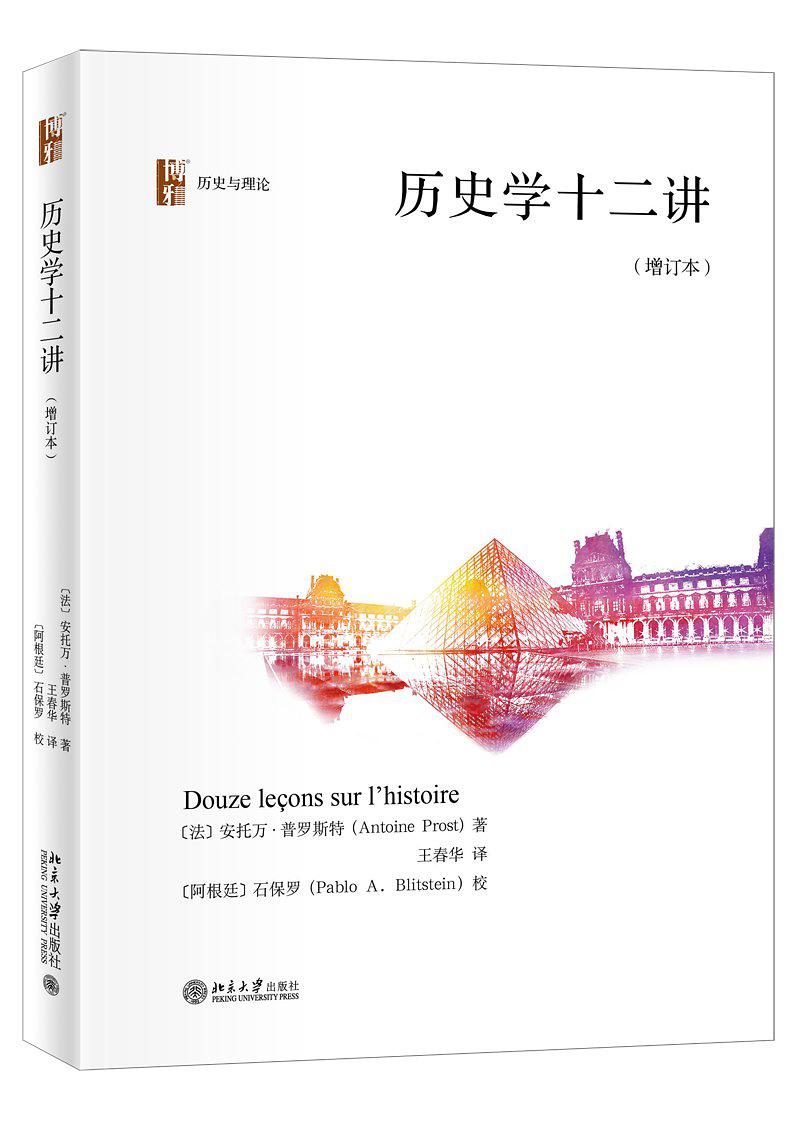 博雅
历史学十二讲
（增订本）
〔法〕安托万·普罗斯特 著
王春华 译
〔阿根廷〕石保罗 校
北京大学出版社
PEKING UNIVERSITY PRESS
博雅
历史与理论
历史学十二讲
（增订本）
Douze leçons sur l'histoire
〔法〕安托万·普罗斯特（Antoine Prost）著
王春华 译
〔阿根廷〕石保罗（Pablo A. Blitstein）校
北京大学出版社
PEKING UNIVERSITY PRESS